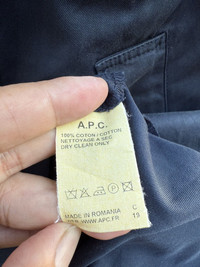 A.P.C.
100% COTON / COTTON
NETTOYAGE A SEC
DRY CLEAN ONLY
MADE IN ROMANIA
WWW.APC.FR
C
15